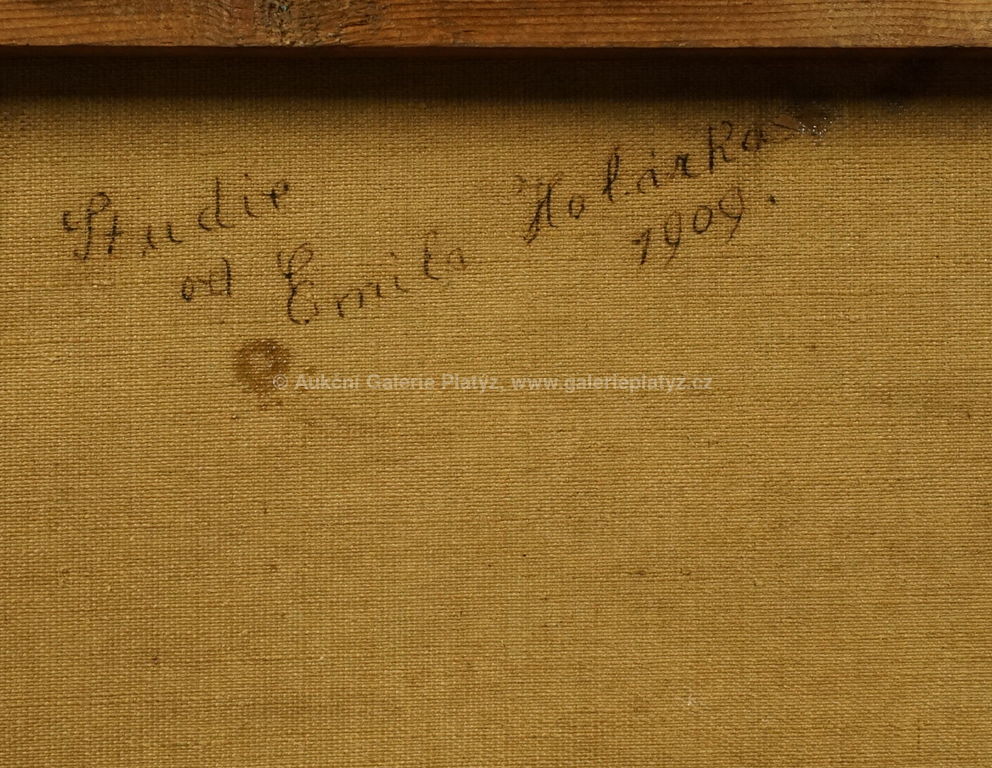 Studie
od Emila Holárka
1909.
© Aukční Galerie Platýz, www.galerieplatyz.cz